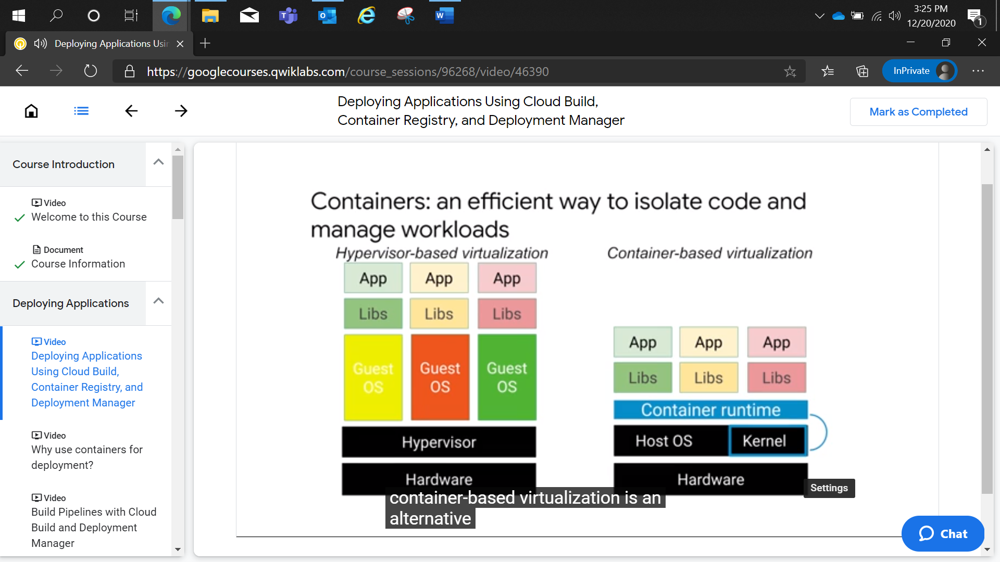 3:25 PM
12/20/2020
1
Deploying Applications Usin
https://googlecourses.qwiklabs.com/course_sessions/96268/video/46390
InPrivate
Deploying Applications Using Cloud Build,
Container Registry, and Deployment Manager
Mark as Completed
Course Introduction
Video
Welcome to this Course
Document
Course Information
Deploying Applications
Video
Deploying Applications
Using Cloud Build,
Container Registry, and
Deployment Manager
Video
Why use containers for
deployment?
Video
Build Pipelines with Cloud
Build and Deployment
Manager
Containers: an efficient way to isolate code and
manage workloads
Hypervisor-based virtualization
App App App
Libs Libs Libs
Guest Guest Guest
OS OS OS
Hypervisor
Hardware
Container-based virtualization
App App App
Libs Libs Libs
Container runtime
Host OS Kernel
Hardware
Settings
container-based virtualization is an
alternative
Chat